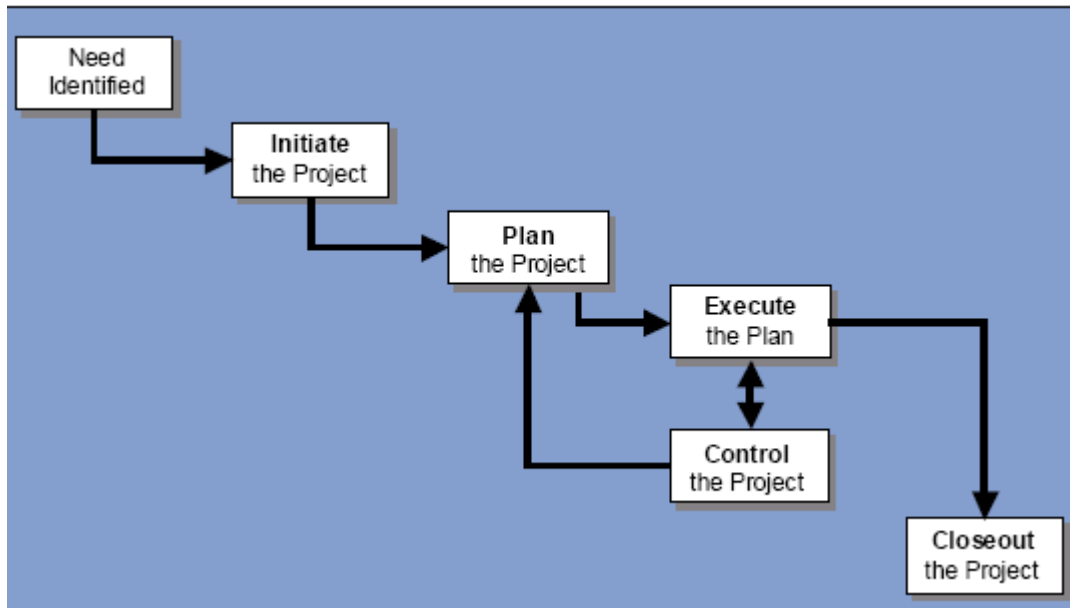 Need
Identified
Initiate
the Project
Plan
the Project
Execute
the Plan
Control
the Project
Closeout
the Project